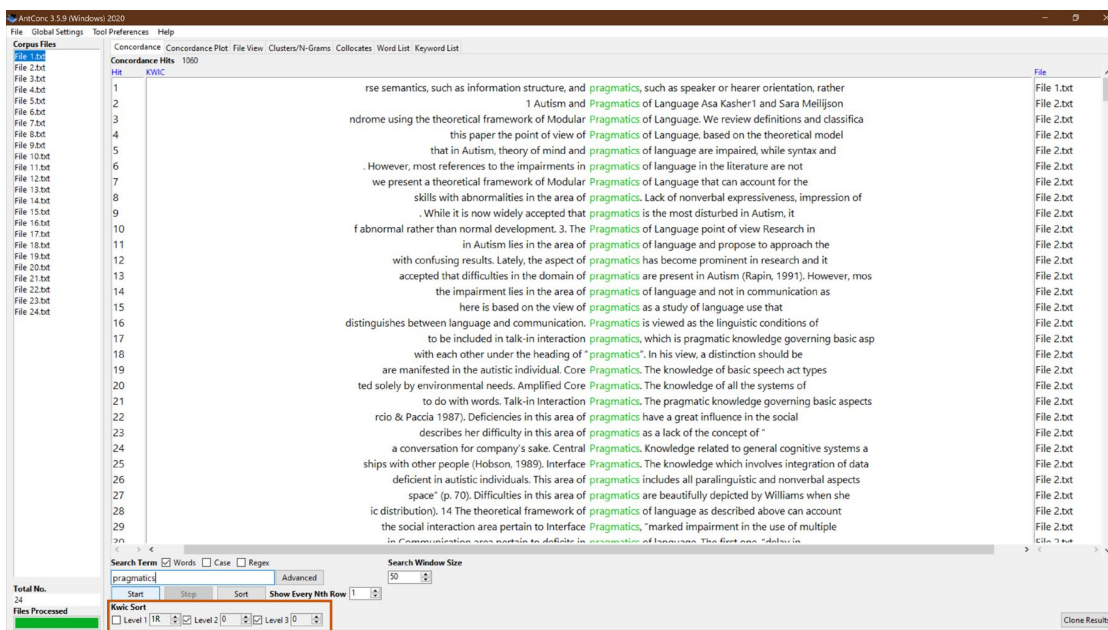 AntConc 3.5.9 (Windows) 2020
File Global Settings Tool Preferences Help
Corpus Files
File 1.txt
File 2.txt
File 3.txt
File 4.txt
File 5.txt
File 6.txt
File 7.txt
File 8.txt
File 9.txt
File 10.txt
File 11.txt
File 12.txt
File 13.txt
File 14.txt
File 15.txt
File 16.txt
File 17.txt
File 18.txt
File 19.txt
File 20.txt
File 21.txt
File 22.txt
File 23.txt
File 24.txt
Total No.
24
Files Processed
Concordance Concordance Plot File View Clusters/N-Grams Collocates Word List Keyword List
Concordance Hits 1060
Hit KWIC File
1 rse semantics, such as information structure, and pragmatics, such as speaker or hearer orientation, rather File 1.txt
2 1 Autism and Pragmatics of Language Asa Kasher1 and Sara Meilijson File 2.txt
3 ndrome using the theoretical framework of Modular Pragmatics of Language. We review definitions and classifica File 2.txt
4 this paper the point of view of Pragmatics of Language, based on the theoretical model File 2.txt
5 that in Autism, theory of mind and pragmatics of language are impaired, while syntax and File 2.txt
6 . However, most references to the impairments in pragmatics of language in the literature are not File 2.txt
7 we present a theoretical framework of Modular Pragmatics of Language that can account for the File 2.txt
8 skills with abnormalities in the area of pragmatics. Lack of nonverbal expressiveness, impression of File 2.txt
9 . While it is now widely accepted that pragmatics is the most disturbed in Autism, it File 2.txt
10 f abnormal rather than normal development. 3. The Pragmatics of Language point of view Research in File 2.txt
11 in Autism lies in the area of pragmatics of language and propose to approach the File 2.txt
12 with confusing results. Lately, the aspect of pragmatics has become prominent in research and it File 2.txt
13 accepted that difficulties in the domain of pragmatics are present in Autism (Rapin, 1991). However, mos File 2.txt
14 the impairment lies in the area of pragmatics of language and not in communication as File 2.txt
15 here is based on the view of pragmatics as a study of language use that File 2.txt
16 distinguishes between language and communication. Pragmatics is viewed as the linguistic conditions of File 2.txt
17 to be included in talk-in interaction pragmatics, which is pragmatic knowledge governing basic asp File 2.txt
18 with each other under the heading of "pragmatics". In his view, a distinction should be File 2.txt
19 are manifested in the autistic individual. Core Pragmatics. The knowledge of basic speech act types File 2.txt
20 ted solely by environmental needs. Amplified Core Pragmatics. The knowledge of all the systems of File 2.txt
21 to do with words. Talk-in Interaction Pragmatics. The pragmatic knowledge governing basic aspects File 2.txt
22 rcio & Paccia 1987). Deficiencies in this area of pragmatics have a great influence in the social File 2.txt
23 describes her difficulty in this area of pragmatics as a lack of the concept of " File 2.txt
24 a conversation for company's sake. Central Pragmatics. Knowledge related to general cognitive systems a File 2.txt
25 ships with other people (Hobson, 1989). Interface Pragmatics. The knowledge which involves integration of data File 2.txt
26 deficient in autistic individuals. This area of pragmatics includes all paralinguistic and nonverbal aspects File 2.txt
27 space" (p. 70). Difficulties in this area of pragmatics are beautifully depicted by Williams when she File 2.txt
28 ic distribution). 14 The theoretical framework of pragmatics of language as described above can account File 2.txt
29 the social interaction area pertain to Interface Pragmatics, "marked impairment in the use of multiple File 2.txt
30 in Communication area pertain to deficits in pragmatics of language. The first one, "delay in File 2.txt
Search Term Words Case Regex Search Window Size
pragmatics Advanced 50
Start Stop Sort Show Every Nth Row 1
Kwic Sort
Level 1 1R Level 2 0 Level 3 0
Clone Results